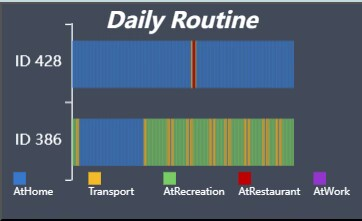 Daily Routine
ID 428
ID 386
AtHome Transport AtRecreation AtRestaurant AtWork